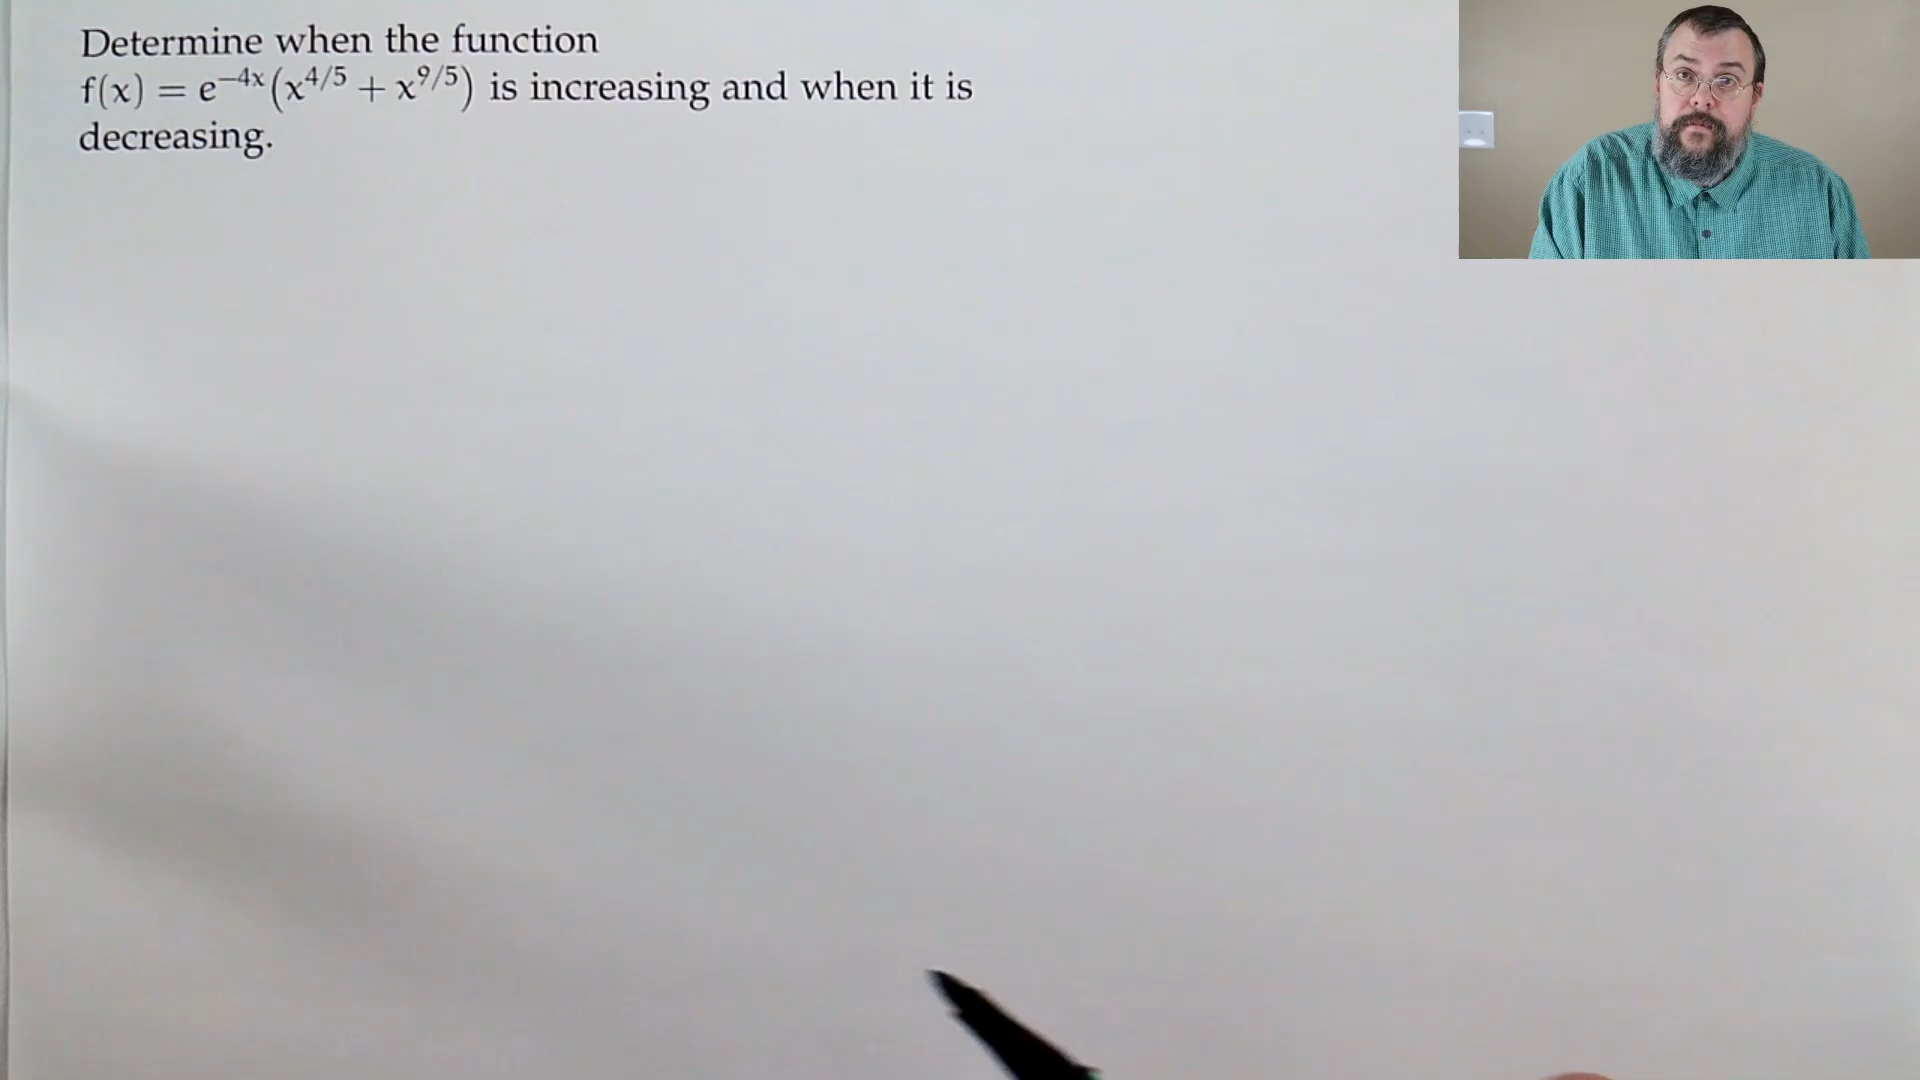 Determine when the function
f(x) = e^{-4x}(x^{4/5} + x^{9/5}) is increasing and when it is
decreasing.